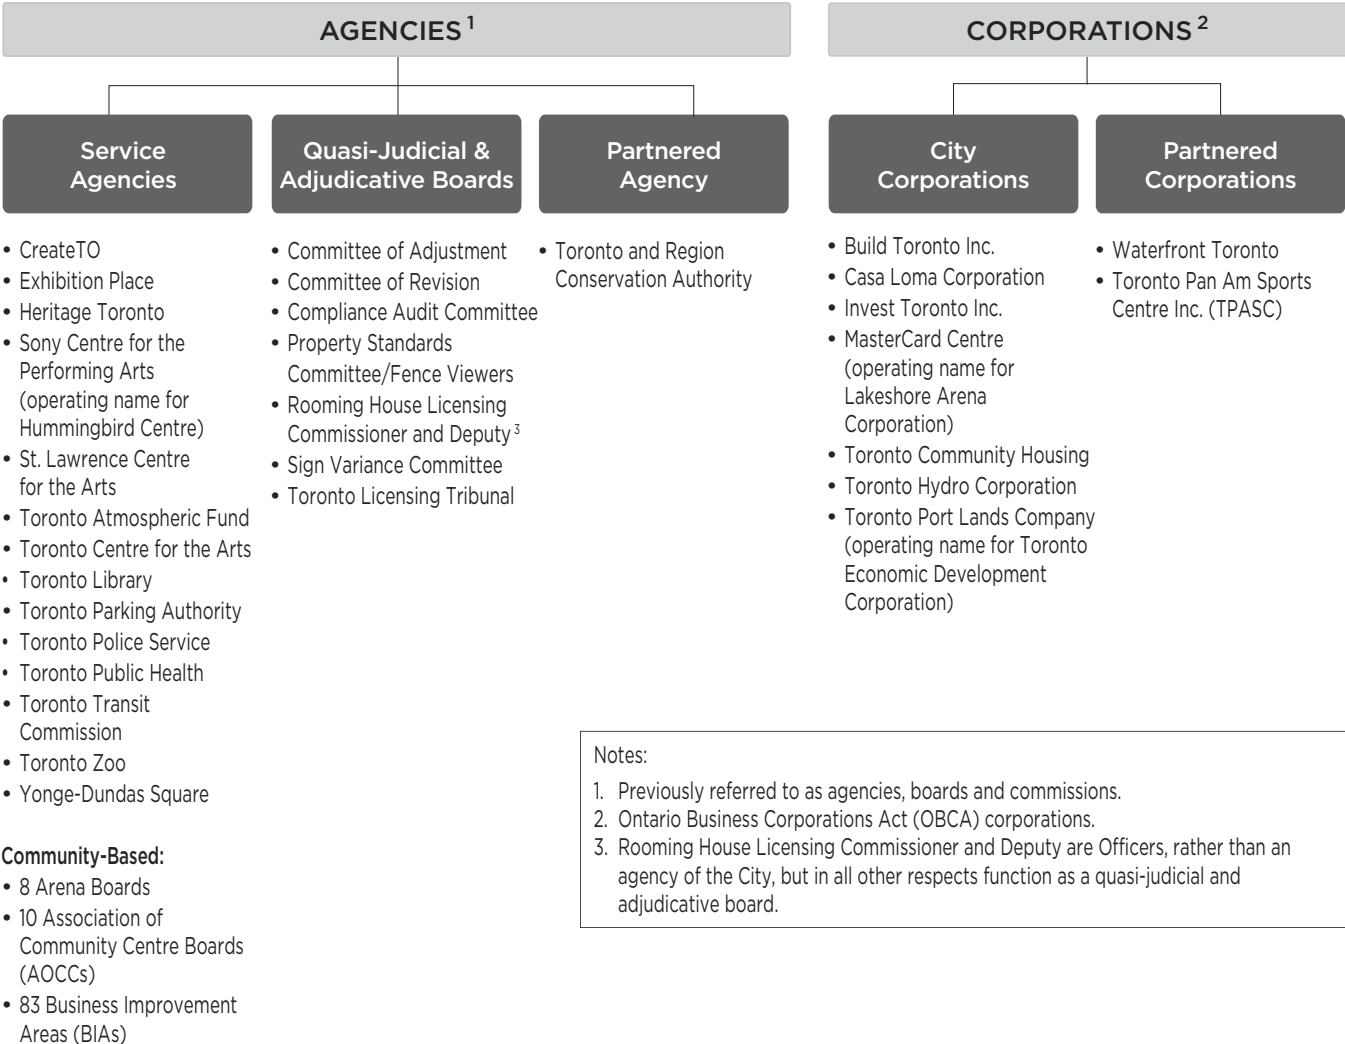 AGENCIES 1
Service
Agencies
• CreateTO
• Exhibition Place
• Heritage Toronto
• Sony Centre for the
Performing Arts
(operating name for
Hummingbird Centre)
• St. Lawrence Centre
for the Arts
• Toronto Atmospheric Fund
• Toronto Centre for the Arts
• Toronto Library
• Toronto Parking Authority
• Toronto Police Service
• Toronto Public Health
• Toronto Transit
Commission
• Toronto Zoo
• Yonge-Dundas Square
Community-Based:
• 8 Arena Boards
• 10 Association of
Community Centre Boards
(AOCCs)
• 83 Business Improvement
Areas (BIAs)
Quasi-Judicial &
Adjudicative Boards
• Committee of Adjustment
• Committee of Revision
• Compliance Audit Committee
• Property Standards
Committee/Fence Viewers
• Rooming House Licensing
Commissioner and Deputy 3
• Sign Variance Committee
• Toronto Licensing Tribunal
Partnered
Agency
• Toronto and Region
Conservation Authority
CORPORATIONS 2
City
Corporations
• Build Toronto Inc.
• Casa Loma Corporation
• Invest Toronto Inc.
• MasterCard Centre
(operating name for
Lakeshore Arena
Corporation)
• Toronto Community Housing
• Toronto Hydro Corporation
• Toronto Port Lands Company
(operating name for Toronto
Economic Development
Corporation)
Partnered
Corporations
• Waterfront Toronto
• Toronto Pan Am Sports
Centre Inc. (TPASC)
Notes:
1. Previously referred to as agencies, boards and commissions.
2. Ontario Business Corporations Act (OBCA) corporations.
3. Rooming House Licensing Commissioner and Deputy are Officers, rather than an
agency of the City, but in all other respects function as a quasi-judicial and
adjudicative board.